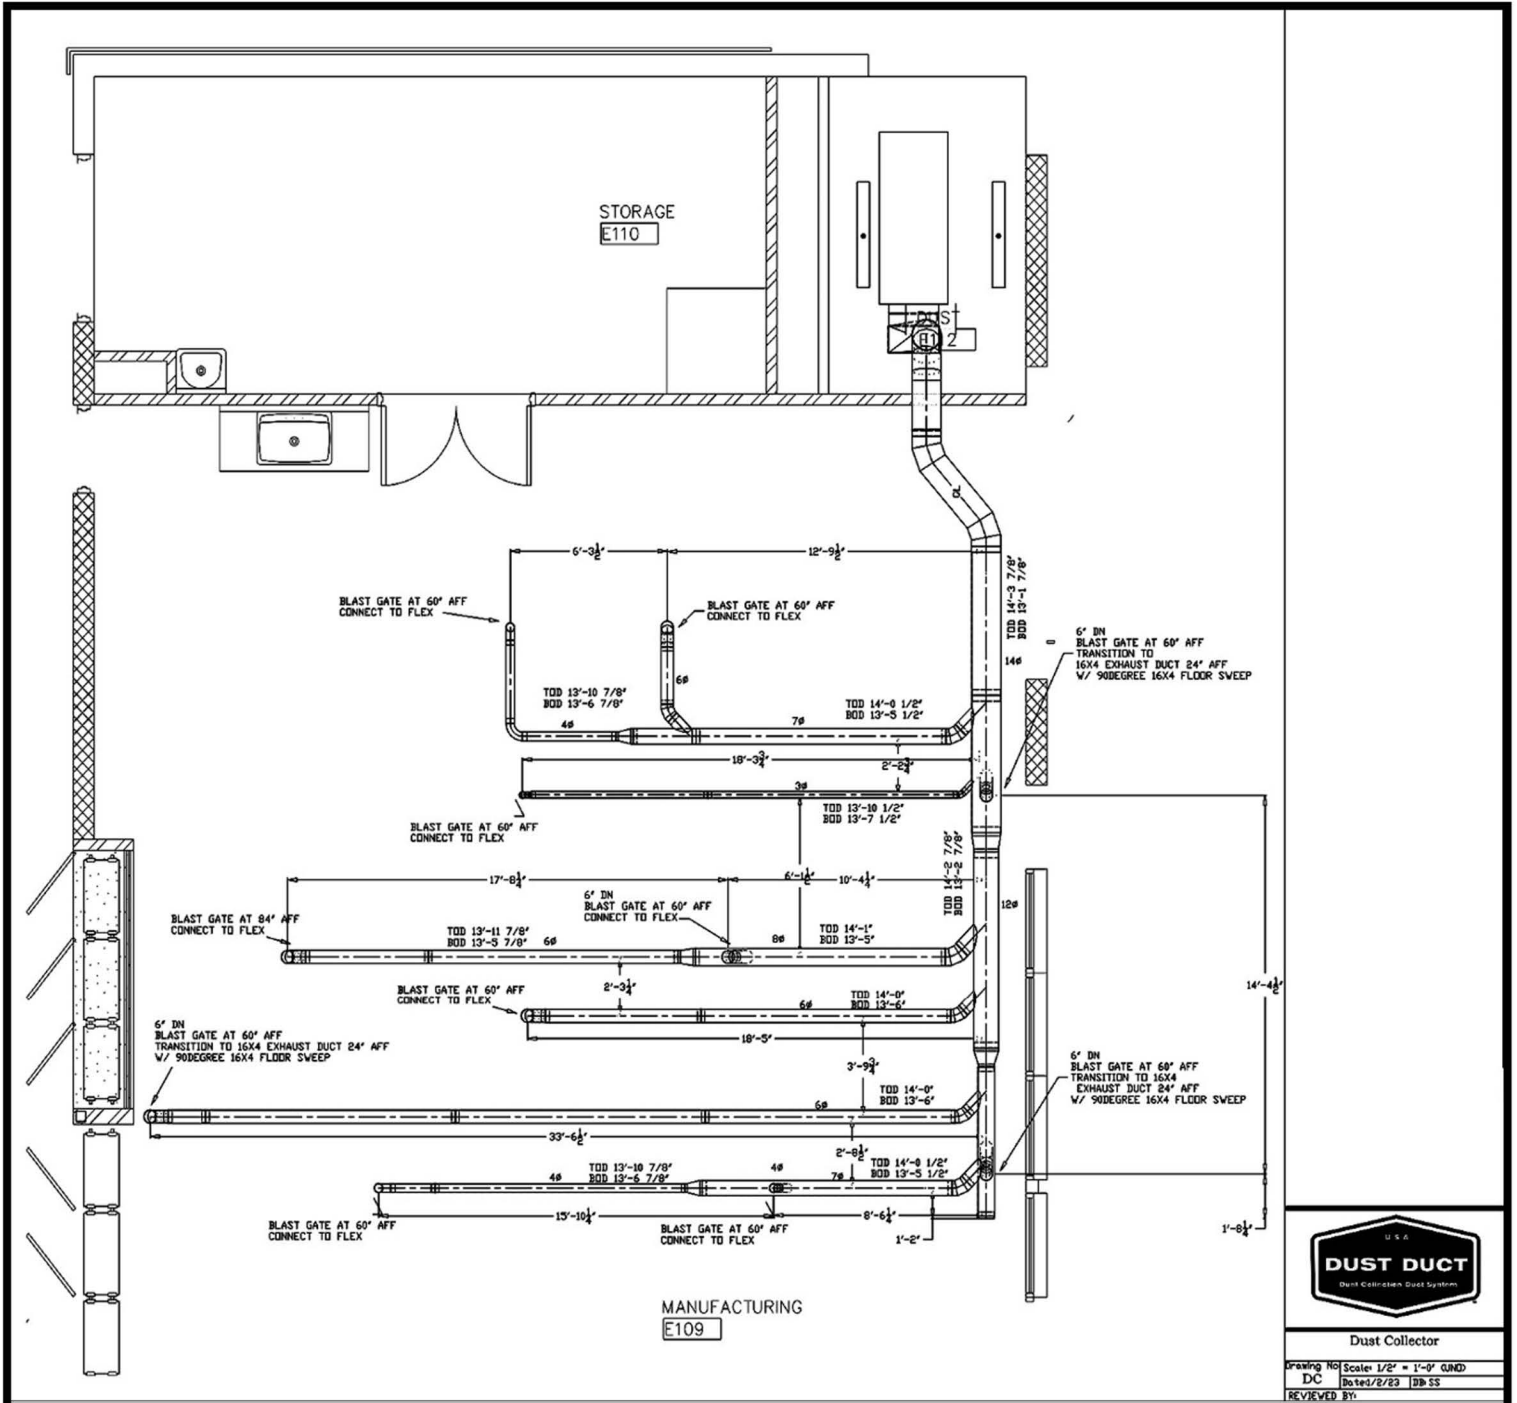 STORAGE
E110
DUST
CL
6'-3½"
12'-9½"
TOD 14'-3 7/8"
BOD 13'-1 7/8"
BLAST GATE AT 60" AFF
CONNECT TO FLEX
BLAST GATE AT 60" AFF
CONNECT TO FLEX
6" DN
BLAST GATE AT 60" AFF
TRANSITION TO
16X4 EXHAUST DUCT 24" AFF
W/ 90DEGREE 16X4 FLOOR SWEEP
14ø
6ø
TOD 13'-10 7/8"
BOD 13'-6 7/8"
TOD 14'-0 1/2"
BOD 13'-5 1/2"
4ø
7ø
18'-3¾"
2'-2¾"
3ø
TOD 13'-10 1/2"
BOD 13'-7 1/2"
BLAST GATE AT 60" AFF
CONNECT TO FLEX
TOD 14'-2 7/8"
BOD 13'-2 7/8"
17'-8¼"
6'-1½"
10'-4¼"
6" DN
BLAST GATE AT 60" AFF
CONNECT TO FLEX
12ø
BLAST GATE AT 84" AFF
CONNECT TO FLEX
TOD 13'-11 7/8"
BOD 13'-5 7/8"
6ø
8ø
TOD 14'-1"
BOD 13'-5"
14'-4½"
2'-3¼"
BLAST GATE AT 60" AFF
CONNECT TO FLEX
6ø
TOD 14'-0"
BOD 13'-6"
18'-5"
6" DN
BLAST GATE AT 60" AFF
TRANSITION TO 16X4 EXHAUST DUCT 24" AFF
W/ 90DEGREE 16X4 FLOOR SWEEP
3'-9¾"
6" DN
BLAST GATE AT 60" AFF
TRANSITION TO 16X4
EXHAUST DUCT 24" AFF
W/ 90DEGREE 16X4 FLOOR SWEEP
6ø
TOD 14'-0"
BOD 13'-6"
33'-6½"
2'-8½"
4ø
TOD 13'-10 7/8"
BOD 13'-6 7/8"
4ø
7ø
TOD 14'-0 1/2"
BOD 13'-5 1/2"
15'-10¼"
8'-6¼"
1'-2"
1'-8¼"
BLAST GATE AT 60" AFF
CONNECT TO FLEX
BLAST GATE AT 60" AFF
CONNECT TO FLEX
MANUFACTURING
E109
USA
DUST DUCT
Dust Collection Duct System
Dust Collector
Drawing No
DC
Scale: 1/2" = 1'-0" (UNO)
DB: SS
REVIEWED BY: